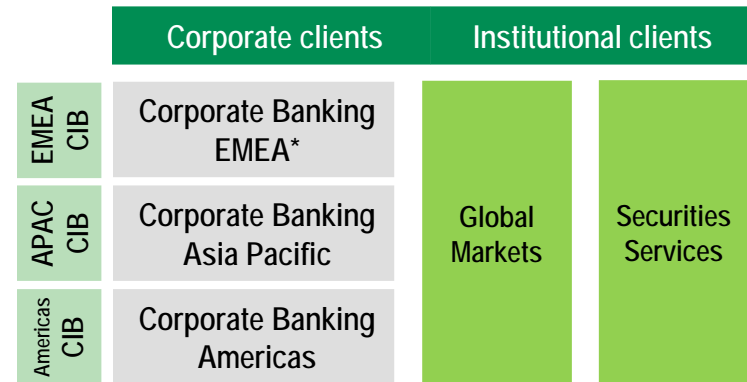 Corporate clients
Institutional clients
EMEA
CIB
Corporate Banking
EMEA*
APAC
CIB
Corporate Banking
Asia Pacific
Americas
CIB
Corporate Banking
Americas
Global
Markets
Securities
Services